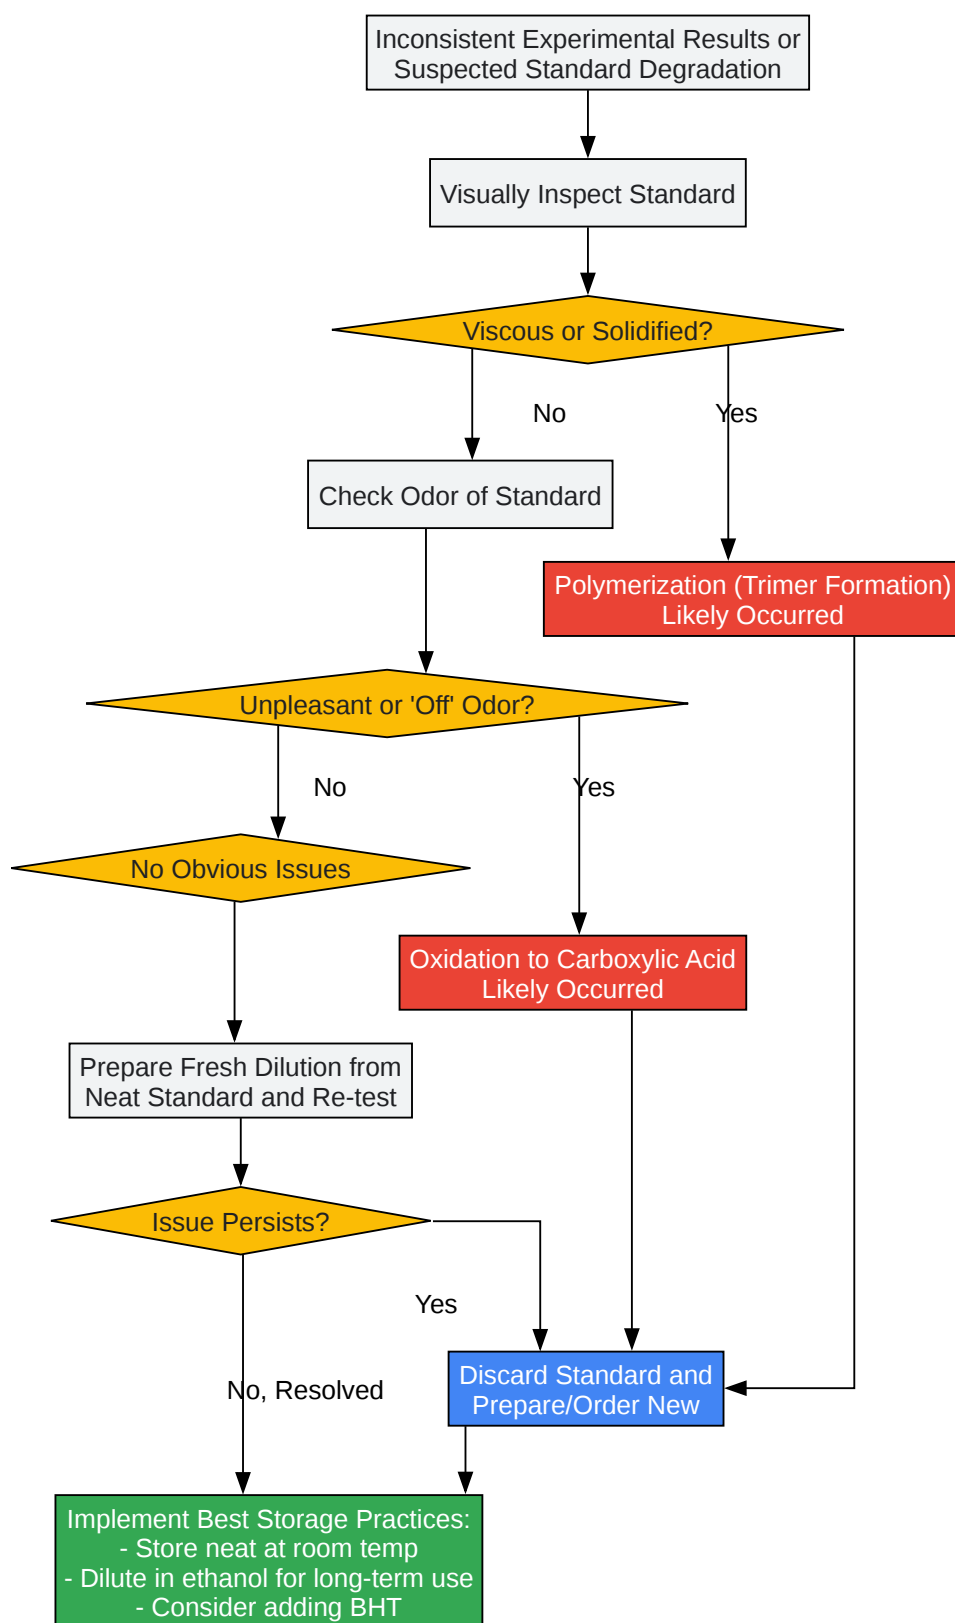 Inconsistent Experimental Results or
Suspected Standard Degradation
Visually Inspect Standard
Viscous or Solidified?
No
Yes
Check Odor of Standard
Polymerization (Trimer Formation)
Likely Occurred
Unpleasant or 'Off' Odor?
No
Yes
No Obvious Issues
Oxidation to Carboxylic Acid
Likely Occurred
Prepare Fresh Dilution from
Neat Standard and Re-test
Issue Persists?
Yes
No, Resolved
Discard Standard and
Prepare/Order New
Implement Best Storage Practices:
- Store neat at room temp
- Dilute in ethanol for long-term use
- Consider adding BHT